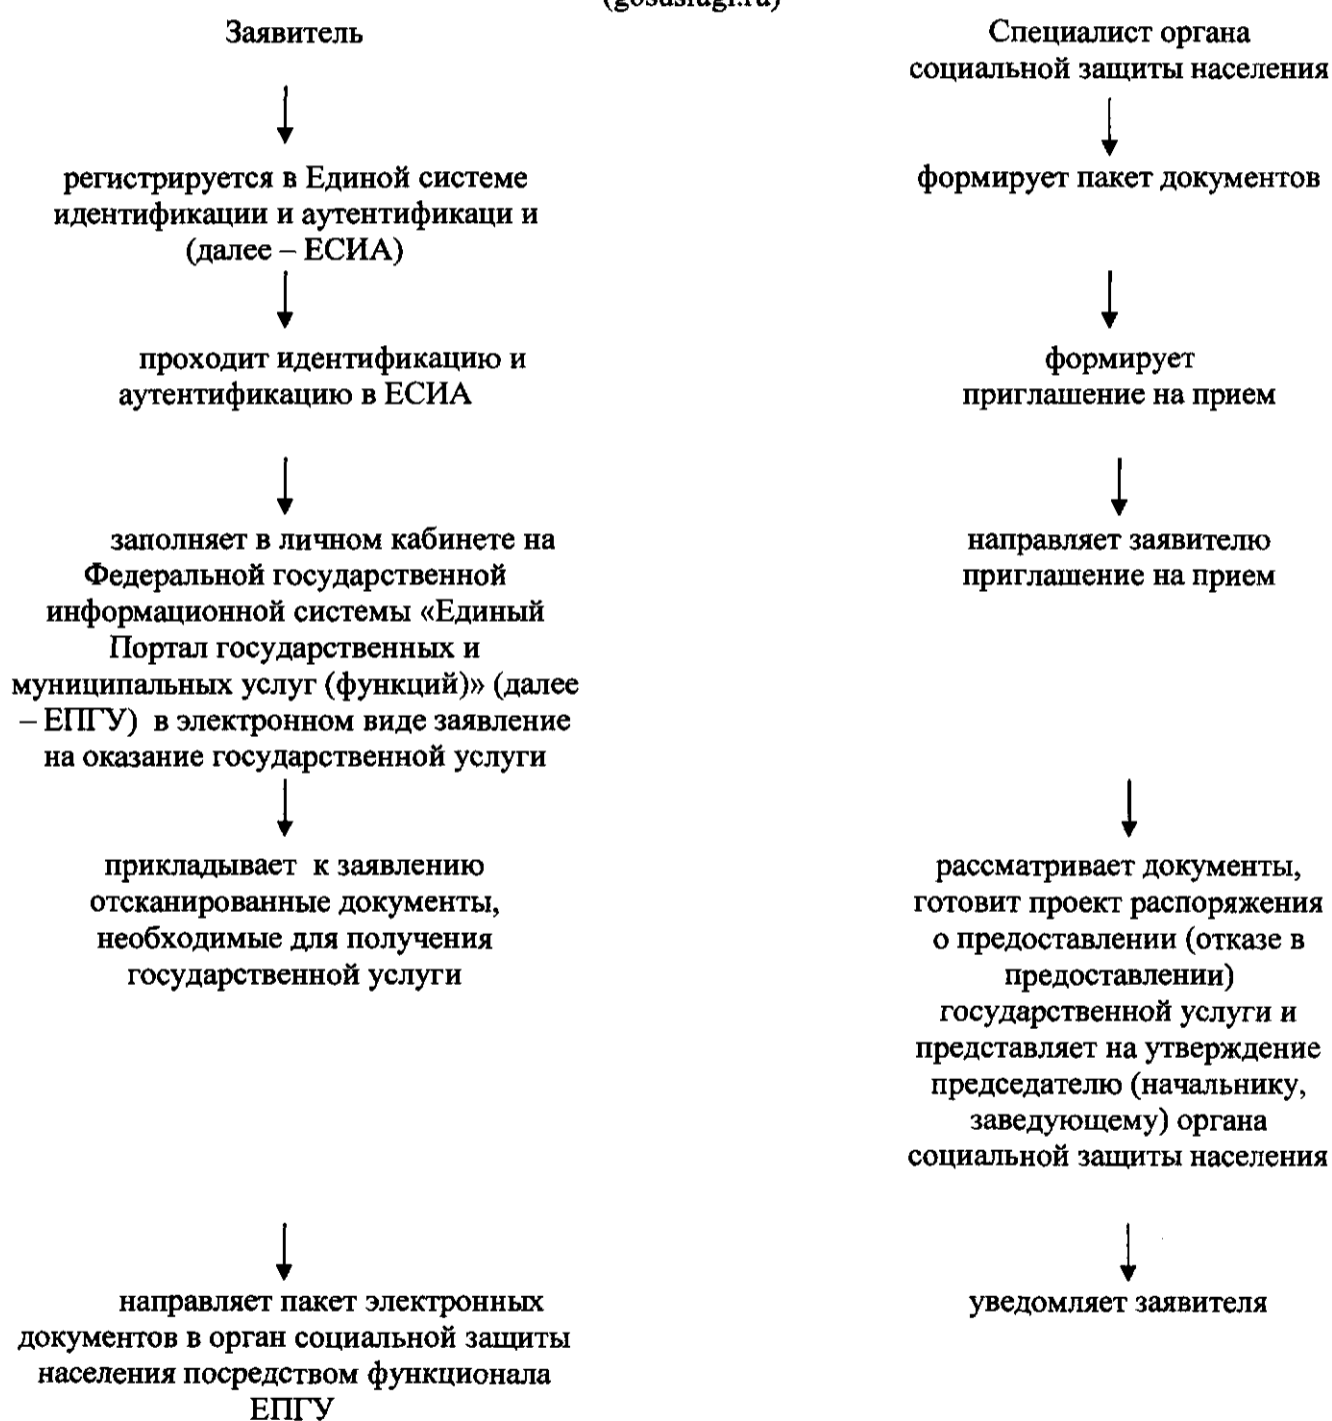 (gosuslugi.ru)
Заявитель
регистрируется в Единой системе
идентификации и аутентификаци и
(далее – ЕСИА)
проходит идентификацию и
аутентификацию в ЕСИА
заполняет в личном кабинете на
Федеральной государственной
информационной системы «Единый
Портал государственных и
муниципальных услуг (функций)» (далее
– ЕПГУ) в электронном виде заявление
на оказание государственной услуги
прикладывает к заявлению
отсканированные документы,
необходимые для получения
государственной услуги
направляет пакет электронных
документов в орган социальной защиты
населения посредством функционала
ЕПГУ
Специалист органа
социальной защиты населения
формирует пакет документов
формирует
приглашение на прием
направляет заявителю
приглашение на прием
рассматривает документы,
готовит проект распоряжения
о предоставлении (отказе в
предоставлении)
государственной услуги и
представляет на утверждение
председателю (начальнику,
заведующему) органа
социальной защиты населения
уведомляет заявителя